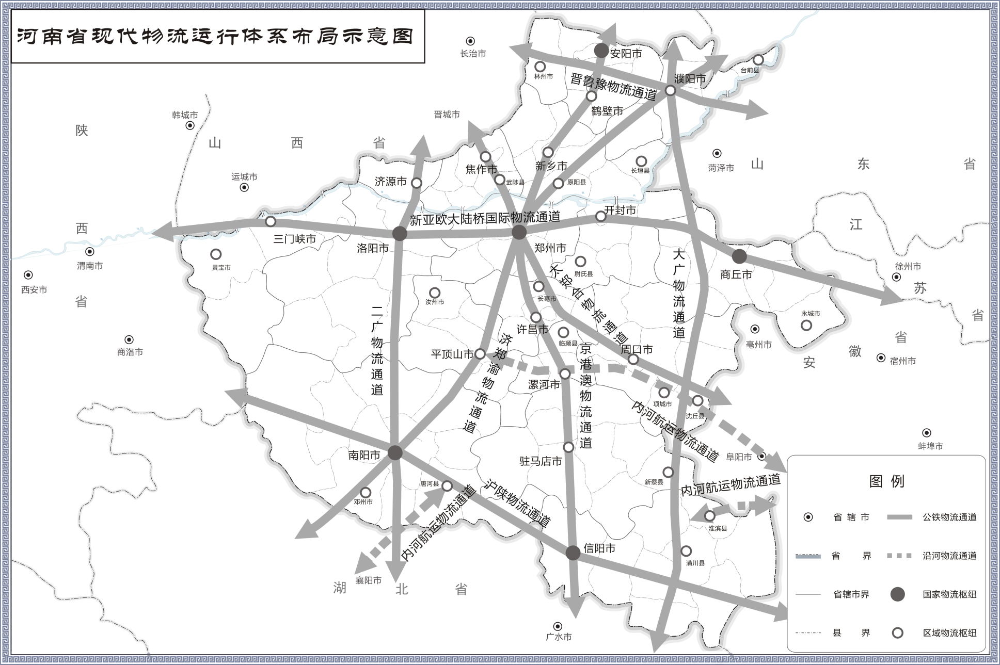 河南省现代物流运行体系布局示意图
长治市
安阳市
林州市
台前县
濮阳市
晋鲁豫物流通道
鹤壁市
韩城市
晋城市
陕
山
西
省
焦作市
新乡市
长垣县
菏泽市
山
东
省
运城市
济源市
武陟县
原阳县
新亚欧大陆桥国际物流通道
开封市
西
三门峡市
洛阳市
郑州市
江
灵宝市
渭南市
西安市
尉氏县
大广物流通道
商丘市
徐州市
苏
省
太郑合物流通道
长葛市
汝州市
二广物流通道
许昌市
临颍县
永城市
亳州市
省
省
商洛市
平顶山市
济郑渝物流通道
京港澳物流通道
周口市
安
徽
宿州市
漯河市
项城市
沈丘县
内河航运物流通道
蚌埠市
阜阳市
南阳市
驻马店市
新蔡县
内河航运物流通道
唐河县
邓州市
沪陕物流通道
内河航运物流通道
淮滨县
信阳市
潢川县
襄阳市
湖
北
省
广水市
图 例
省 辖 市
公铁物流通道
省 界
沿河物流通道
省辖市界
国家物流枢纽
县 界
区域物流枢纽